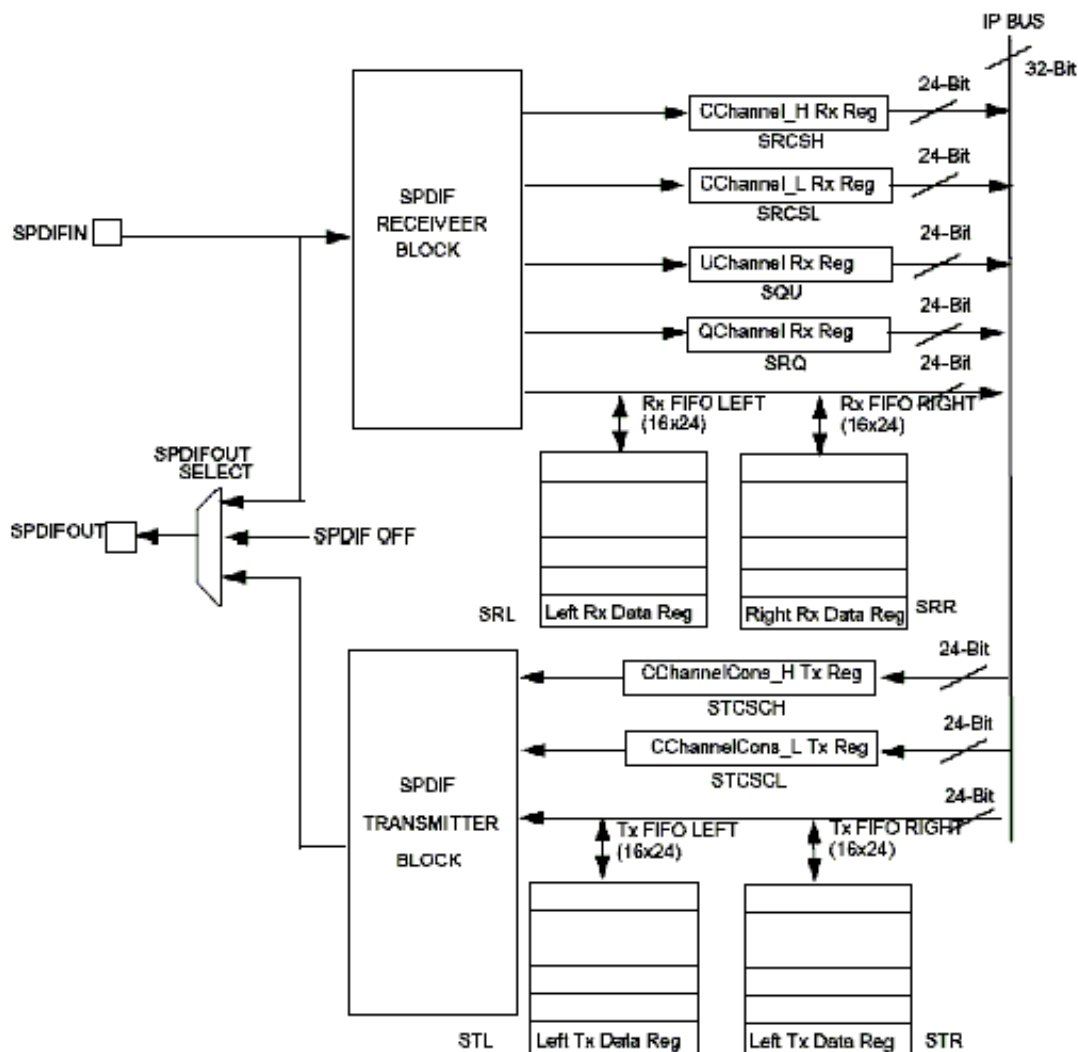 IP BUS
32-Bit
24-Bit
CChannel_H Rx Reg
SRCSH
24-Bit
CChannel_L Rx Reg
SRCSL
SPDIF
RECEIVEER
BLOCK
SPDIFIN
24-Bit
UChannel Rx Reg
SQU
24-Bit
QChannel Rx Reg
SRQ
24-Bit
Rx FIFO LEFT
(16x24)
Rx FIFO RIGHT
(16x24)
SPDIFOUT
SELECT
SPDIFOUT
SPDIF OFF
SRL
Left Rx Data Reg
Right Rx Data Reg
SRR
24-Bit
CChannelCons_H Tx Reg
STCSCH
24-Bit
CChannelCons_L Tx Reg
STCSCL
SPDIF
TRANSMITTER
BLOCK
24-Bit
Tx FIFO LEFT
(16x24)
Tx FIFO RIGHT
(16x24)
STL
Left Tx Data Reg
Left Tx Data Reg
STR